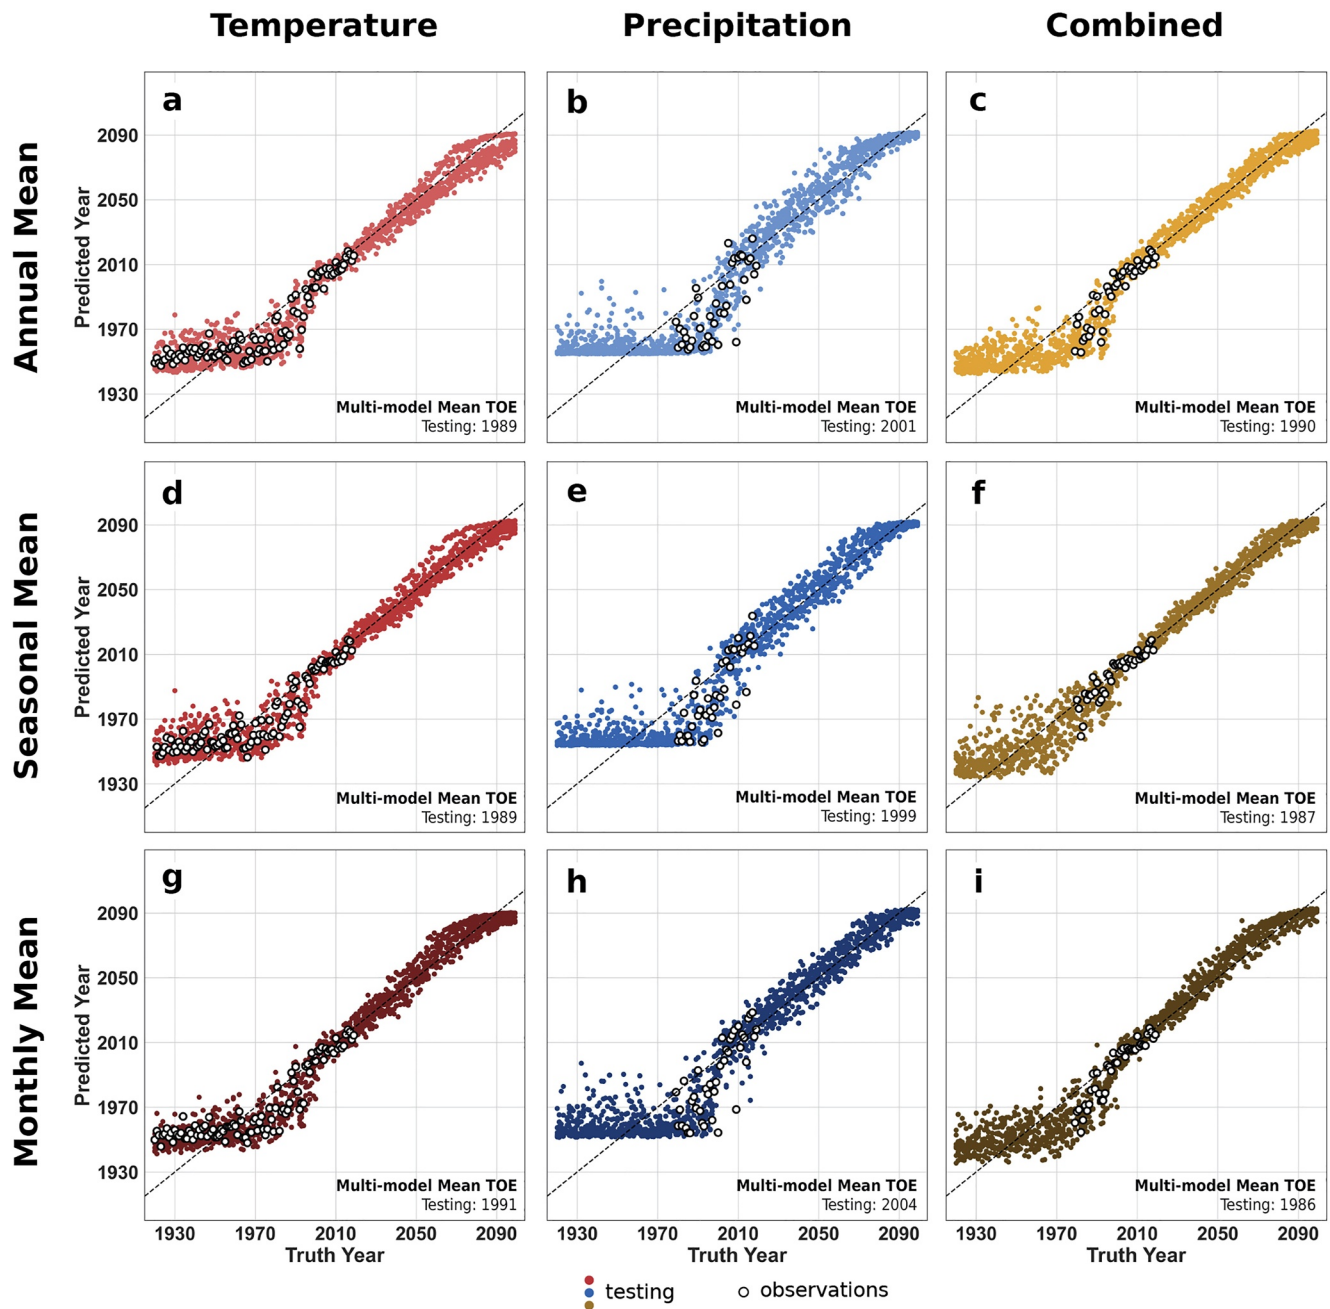 Temperature Precipitation Combined
Annual Mean
Predicted Year
a
2090
2050
2010
1970
1930
Multi-model Mean TOE
Testing: 1989
b
Multi-model Mean TOE
Testing: 2001
c
Multi-model Mean TOE
Testing: 1990
Seasonal Mean
Predicted Year
d
2090
2050
2010
1970
1930
Multi-model Mean TOE
Testing: 1989
e
Multi-model Mean TOE
Testing: 1999
f
Multi-model Mean TOE
Testing: 1987
Monthly Mean
Predicted Year
g
2090
2050
2010
1970
1930
Multi-model Mean TOE
Testing: 1991
h
Multi-model Mean TOE
Testing: 2004
i
Multi-model Mean TOE
Testing: 1986
1930 1970 2010 2050 2090 1930 1970 2010 2050 2090 1930 1970 2010 2050 2090
Truth Year Truth Year Truth Year
testing observations